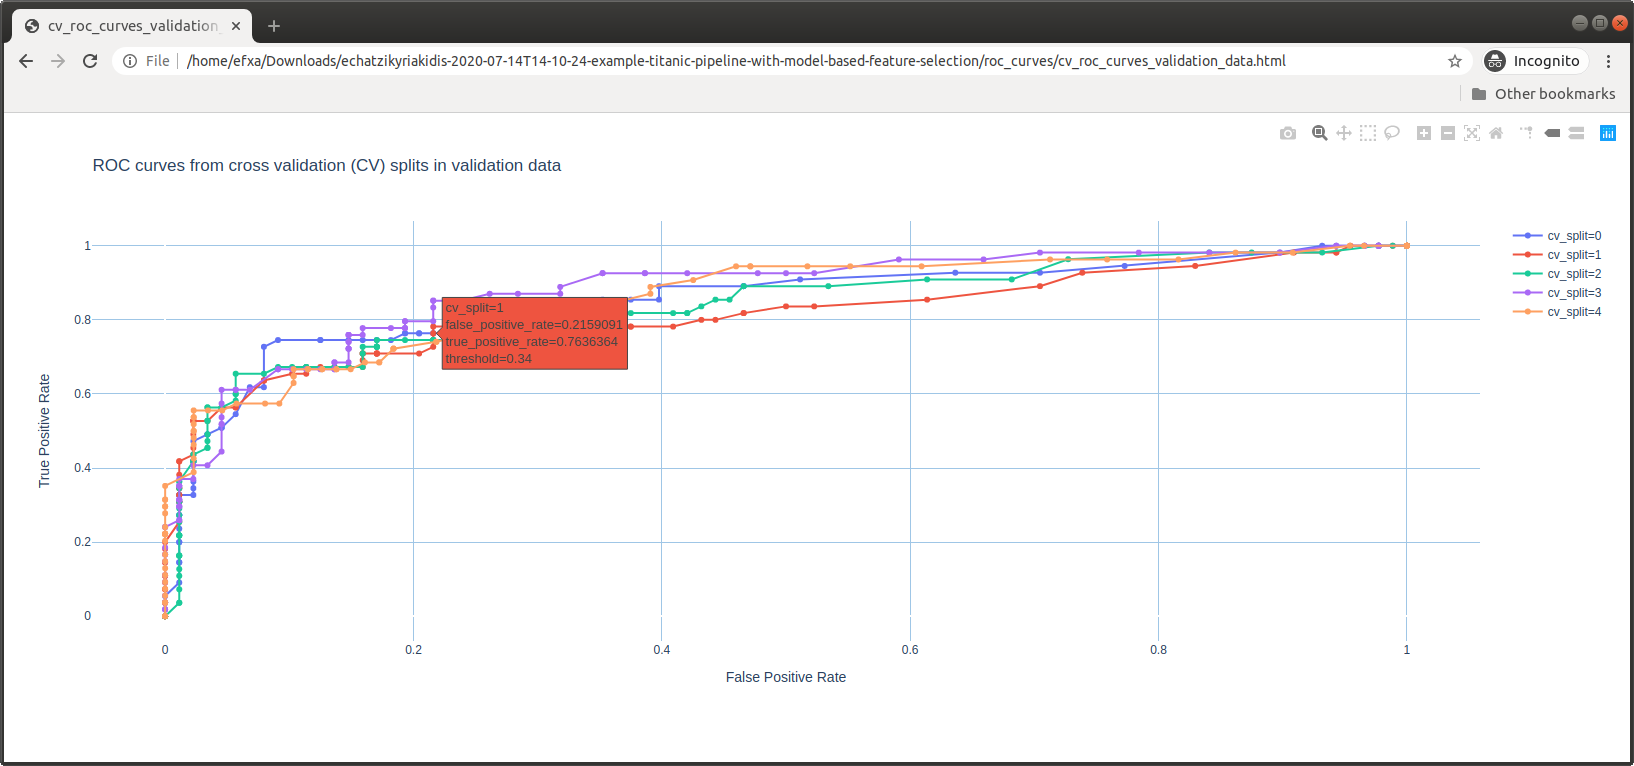 cv_roc_curves_validation
File
/home/efxa/Downloads/echatzikyriakidis-2020-07-14T14-10-24-example-titanic-pipeline-with-model-based-feature-selection/roc_curves/cv_roc_curves_validation_data.html
Incognito
Other bookmarks
ROC curves from cross validation (CV) splits in validation data
cv_split=0
cv_split=1
cv_split=2
cv_split=3
cv_split=4
cv_split=1
false_positive_rate=0.2159091
true_positive_rate=0.7636364
threshold=0.34
True Positive Rate
1
0.8
0.6
0.4
0.2
0
0
0.2
0.4
0.6
0.8
1
False Positive Rate